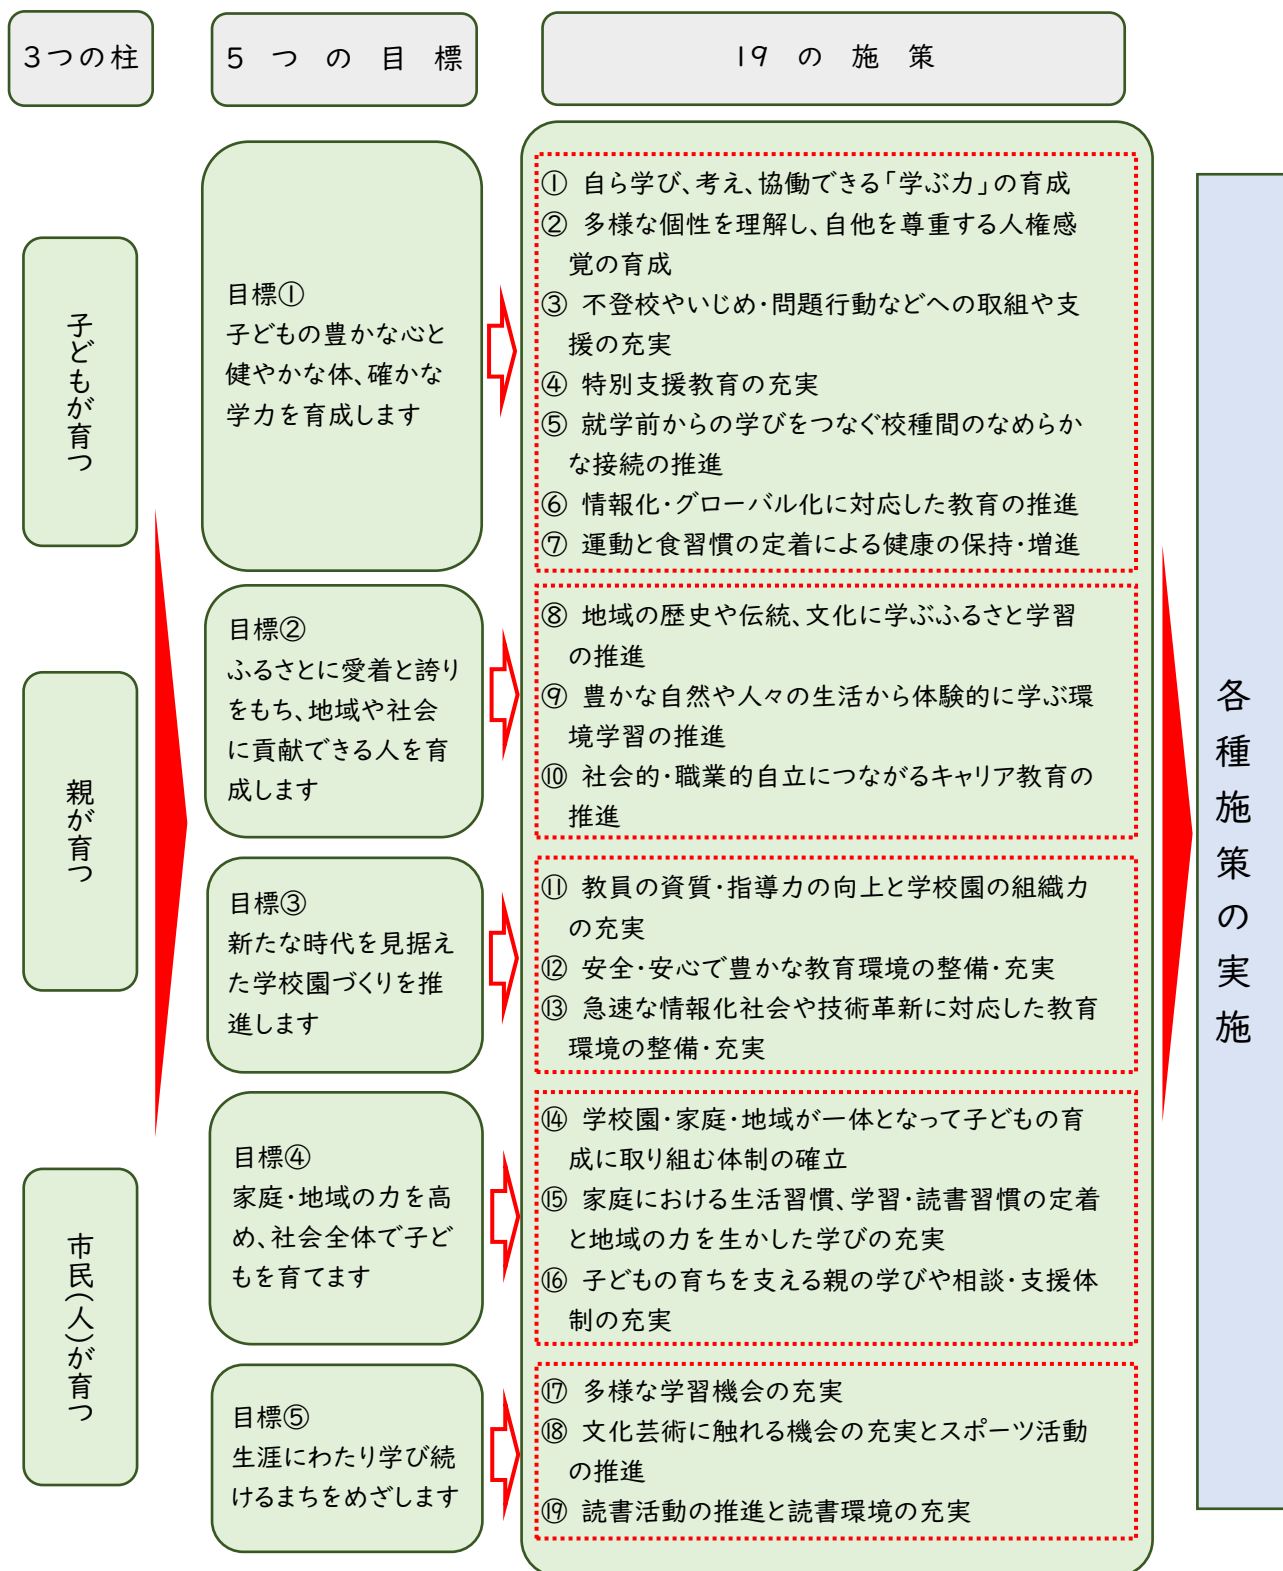 3つの柱
5つの目標
19の施策
子どもが育つ
親が育つ
市民(人)が育つ
目標①
子どもの豊かな心と
健やかな体、確かな
学力を育成します
① 自ら学び、考え、協働できる「学ぶ力」の育成
② 多様な個性を理解し、自他を尊重する人権感
覚の育成
③ 不登校やいじめ・問題行動などへの取組や支
援の充実
④ 特別支援教育の充実
⑤ 就学前からの学びをつなぐ校種間のなめらか
な接続の推進
⑥ 情報化・グローバル化に対応した教育の推進
⑦ 運動と食習慣の定着による健康の保持・増進
目標②
ふるさとに愛着と誇り
をもち、地域や社会
に貢献できる人を育
成します
⑧ 地域の歴史や伝統、文化に学ぶふるさと学習
の推進
⑨ 豊かな自然や人々の生活から体験的に学ぶ環
境学習の推進
⑩ 社会的・職業的自立につながるキャリア教育の
推進
目標③
新たな時代を見据え
た学校園づくりを推
進します
⑪ 教員の資質・指導力の向上と学校園の組織力
の充実
⑫ 安全・安心で豊かな教育環境の整備・充実
⑬ 急速な情報化社会や技術革新に対応した教育
環境の整備・充実
目標④
家庭・地域の力を高
め、社会全体で子ど
もを育てます
⑭ 学校園・家庭・地域が一体となって子どもの育
成に取り組む体制の確立
⑮ 家庭における生活習慣、学習・読書習慣の定着
と地域の力を生かした学びの充実
⑯ 子どもの育ちを支える親の学びや相談・支援体
制の充実
目標⑤
生涯にわたり学び続
けるまちをめざします
⑰ 多様な学習機会の充実
⑱ 文化芸術に触れる機会の充実とスポーツ活動
の推進
⑲ 読書活動の推進と読書環境の充実
各種施策の実施